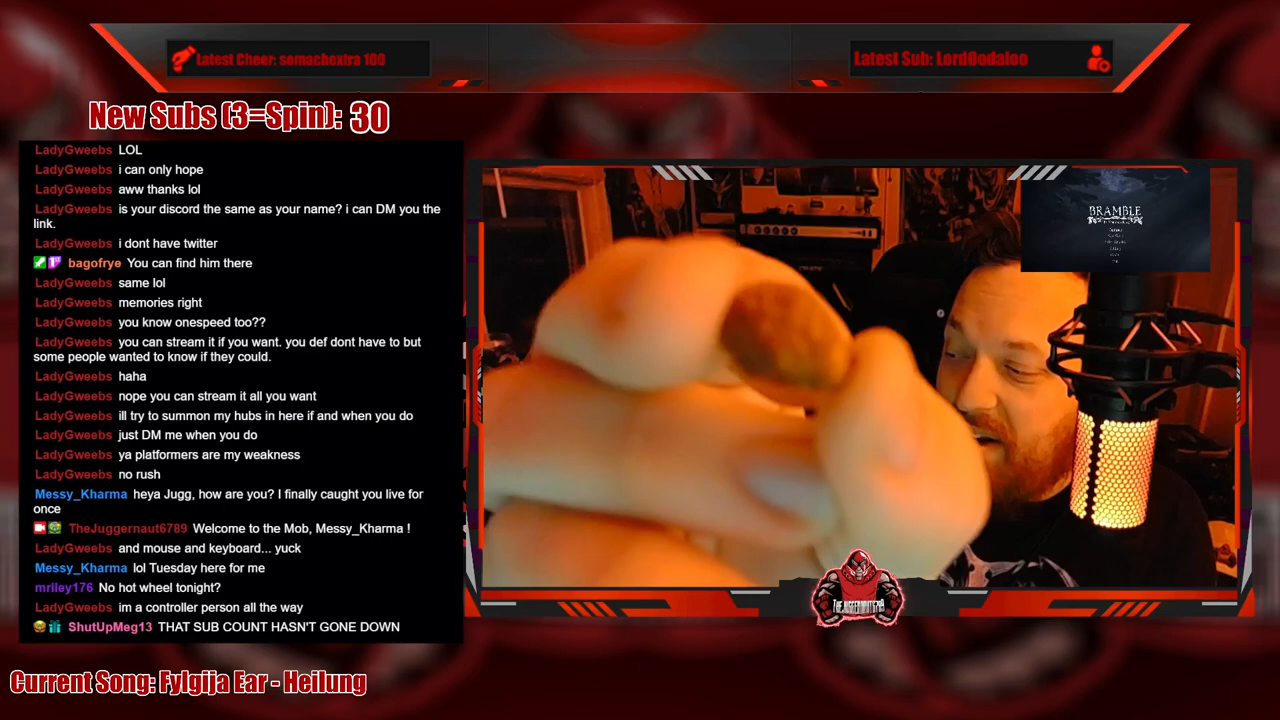 Latest Cheer: somachextra 100
Latest Sub: LordOodaloo
New Subs (3=Spin): 30
LadyGweebs LOL
LadyGweebs i can only hope
LadyGweebs aww thanks lol
LadyGweebs is your discord the same as your name? i can DM you the
link.
LadyGweebs i dont have twitter
bagofrye You can find him there
LadyGweebs same lol
LadyGweebs memories right
LadyGweebs you know onespeed too??
LadyGweebs you can stream it if you want. you def dont have to but
some people wanted to know if they could.
LadyGweebs haha
LadyGweebs nope you can stream it all you want
LadyGweebs ill try to summon my hubs in here if and when you do
LadyGweebs just DM me when you do
LadyGweebs ya platformers are my weakness
LadyGweebs no rush
Messy_Kharma heya Jugg, how are you? I finally caught you live for
once
TheJuggernaut6789 Welcome to the Mob, Messy_Kharma !
LadyGweebs and mouse and keyboard... yuck
Messy_Kharma lol Tuesday here for me
mrlley176 No hot wheel tonight?
LadyGweebs im a controller person all the way
ShutUpMeg13 THAT SUB COUNT HASN'T GONE DOWN
BRAMBLE
TheJuggernaut6789
Current Song: Fylgija Ear - Heilung